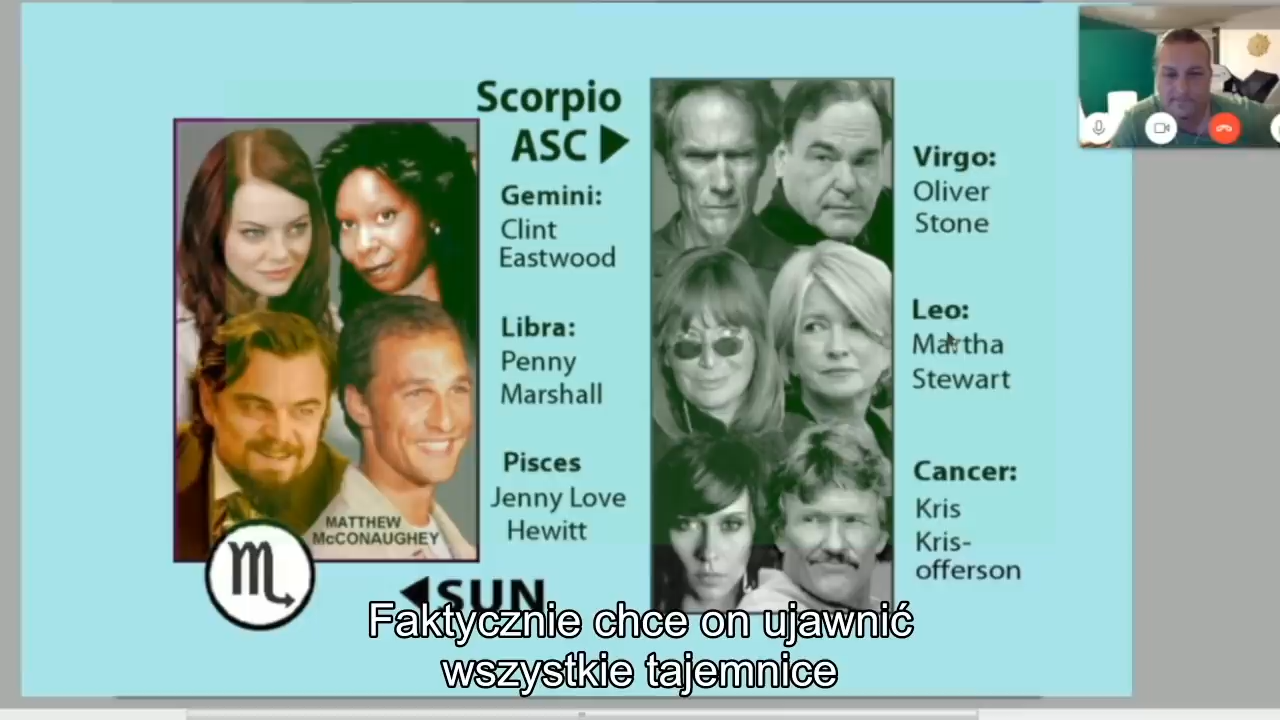 Scorpio
ASC
Gemini:
Clint
Eastwood
Libra:
Penny
Marshall
Pisces
Jenny Love
Hewitt
Virgo:
Oliver
Stone
Leo:
Martha
Stewart
Cancer:
Kris
Kris-
offerson
MATTHEW
McCONAUGHEY
SUN
Faktycznie chce on ujawnić
wszystkie tajemnice